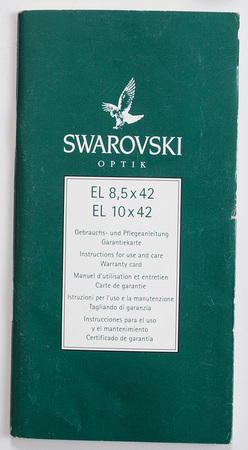 SWAROVSKI
OPTIK
EL 8,5x42
EL 10x42
Gebrauchs- und Pflegeanleitung
Garantiekarte
Instructions for use and care
Warranty card
Manuel d'utilisation et entretien
Carte de garantie
Istruzioni per l'uso e la manutenzione
Tagliando di garanzia
Instrucciones para el uso
y el mantenimiento
Certificado de garantía